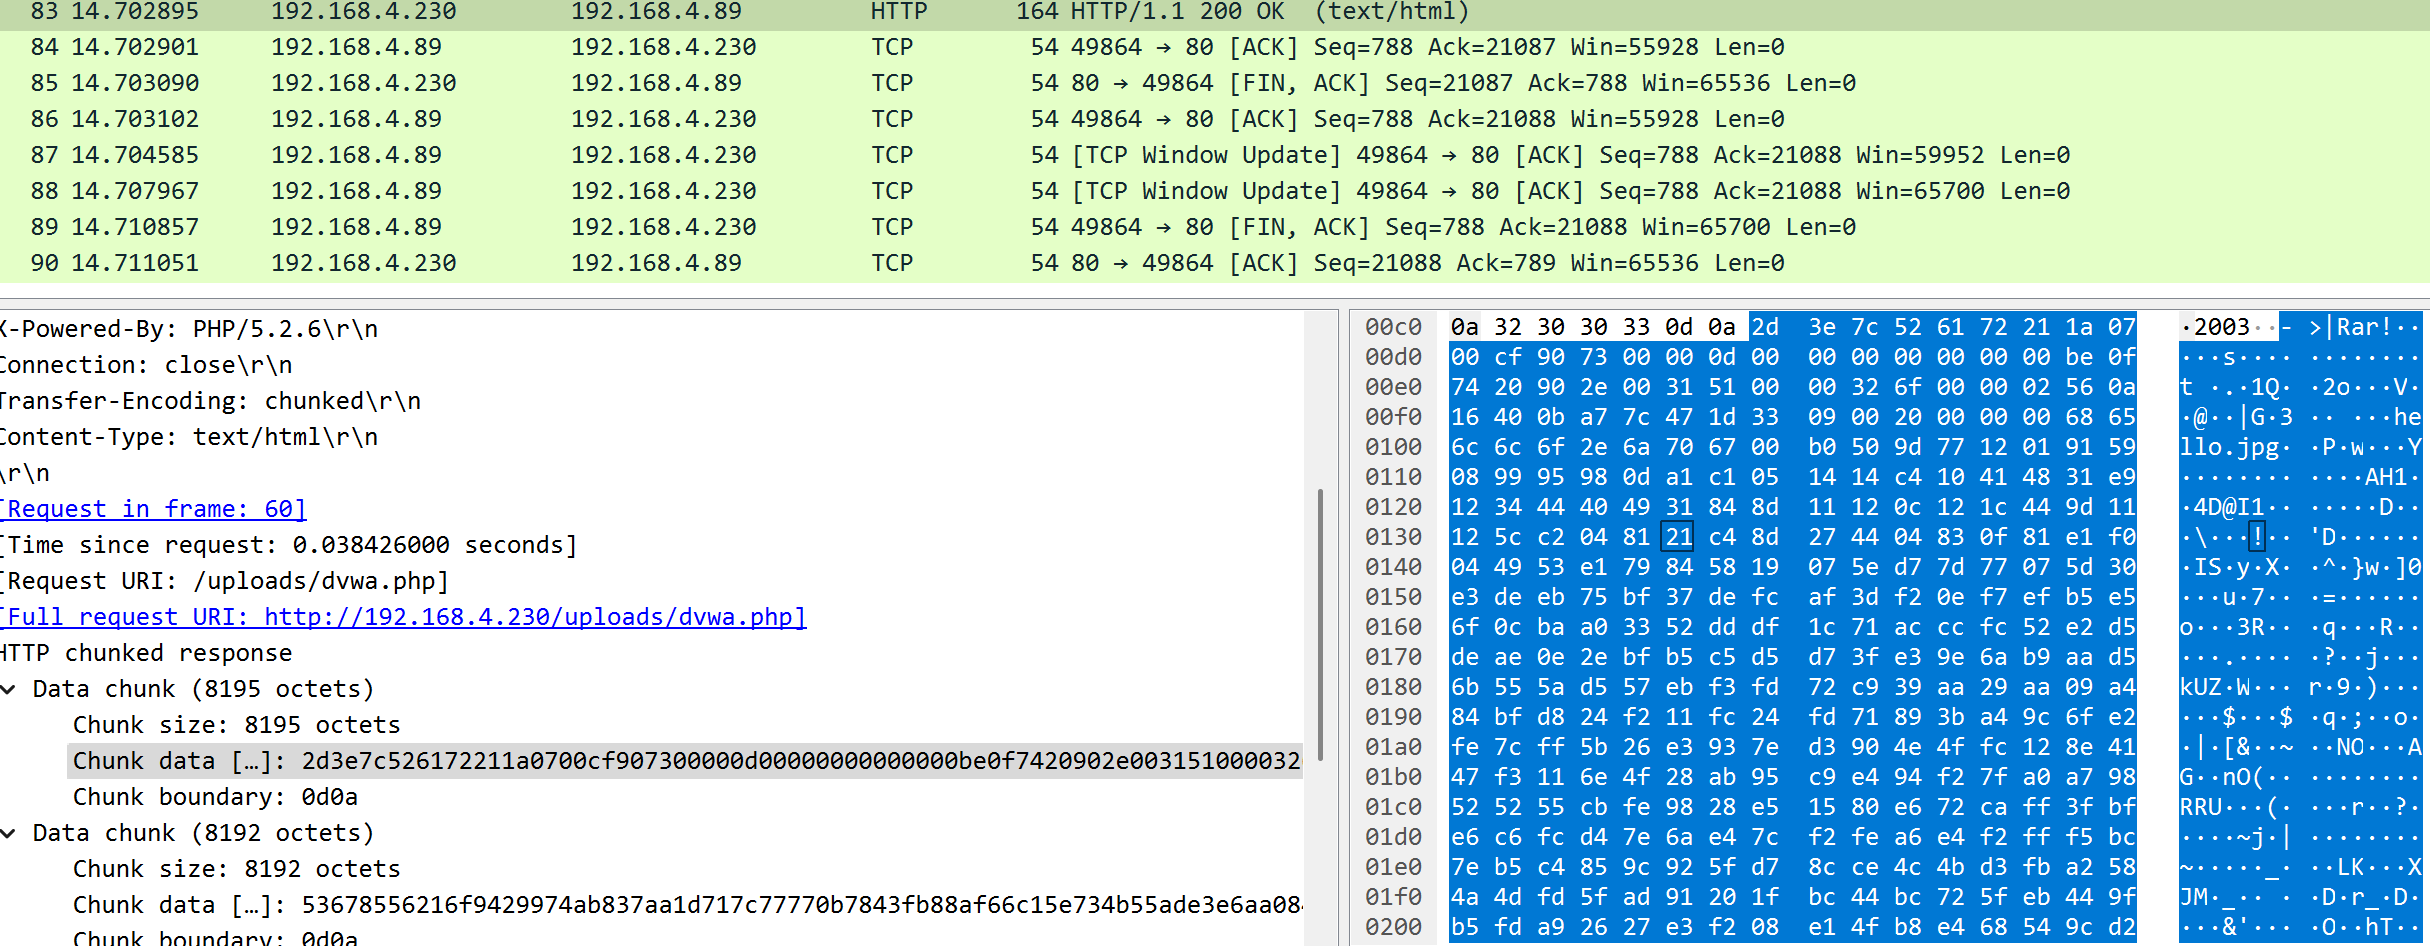 83 14.702895 192.168.4.230 192.168.4.89 HTTP 164 HTTP/1.1 200 OK (text/html)
84 14.702901 192.168.4.89 192.168.4.230 TCP 54 49864 → 80 [ACK] Seq=788 Ack=21087 Win=55928 Len=0
85 14.703090 192.168.4.230 192.168.4.89 TCP 54 80 → 49864 [FIN, ACK] Seq=21087 Ack=788 Win=65536 Len=0
86 14.703102 192.168.4.89 192.168.4.230 TCP 54 49864 → 80 [ACK] Seq=788 Ack=21088 Win=55928 Len=0
87 14.704585 192.168.4.89 192.168.4.230 TCP 54 [TCP Window Update] 49864 → 80 [ACK] Seq=788 Ack=21088 Win=59952 Len=0
88 14.707967 192.168.4.89 192.168.4.230 TCP 54 [TCP Window Update] 49864 → 80 [ACK] Seq=788 Ack=21088 Win=65700 Len=0
89 14.710857 192.168.4.89 192.168.4.230 TCP 54 49864 → 80 [FIN, ACK] Seq=788 Ack=21088 Win=65700 Len=0
90 14.711051 192.168.4.230 192.168.4.89 TCP 54 80 → 49864 [ACK] Seq=21088 Ack=789 Win=65536 Len=0
X-Powered-By: PHP/5.2.6\r\n
Connection: close\r\n
Transfer-Encoding: chunked\r\n
Content-Type: text/html\r\n
\r\n
[Request in frame: 60]
[Time since request: 0.038426000 seconds]
[Request URI: /uploads/dvwa.php]
[Full request URI: http://192.168.4.230/uploads/dvwa.php]
HTTP chunked response
Data chunk (8195 octets)
Chunk size: 8195 octets
Chunk data […]: 2d3e7c526172211a0700cf907300000d00000000000000be0f7420902e003151000032
Chunk boundary: 0d0a
Data chunk (8192 octets)
Chunk size: 8192 octets
Chunk data […]: 53678556216f9429974ab837aa1d717c77770b7843fb88af66c15e734b55ade3e6aa08
Chunk boundary: 0d0a
00c0 0a 32 30 30 33 0d 0a 2d 3e 7c 52 61 72 21 1a 07 ·2003··- >|Rar!··
00d0 00 cf 90 73 00 00 0d 00 00 00 00 00 00 00 be 0f ···s···· ········
00e0 74 20 90 2e 00 31 51 00 00 32 6f 00 00 02 56 0a t ·.·1Q· ·2o···V·
00f0 16 40 0b a7 7c 47 1d 33 09 00 20 00 00 00 68 65 ·@··|G·3 ·· ···he
0100 6c 6c 6f 2e 6a 70 67 00 b0 50 9d 77 12 01 91 59 llo.jpg· ·P·w···Y
0110 08 99 95 98 0d a1 c1 05 14 14 c4 10 41 48 31 e9 ········ ····AH1·
0120 12 34 44 40 49 31 84 8d 11 12 0c 12 1c 44 9d 11 ·4D@I1·· ·····D··
0130 12 5c c2 04 81 21 c4 8d 27 44 04 83 0f 81 e1 f0 ·\···!·· 'D······
0140 04 49 53 e1 79 84 58 19 07 5e d7 7d 77 07 5d 30 ·IS·y·X· ·^·}w·]0
0150 e3 de eb 75 bf 37 de fc af 3d f2 0e f7 ef b5 e5 ···u·7·· ·=······
0160 6f 0c ba a0 33 52 dd df 1c 71 ac cc fc 52 e2 d5 o···3R·· ·q···R··
0170 de ae 0e 2e bf b5 c5 d5 d7 3f e3 9e 6a b9 aa d5 ···.···· ·?··j···
0180 6b 55 5a d5 57 eb f3 fd 72 c9 39 aa 29 aa 09 a4 kUZ·W··· r·9·)···
0190 84 bf d8 24 f2 11 fc 24 fd 71 89 3b a4 9c 6f e2 ···$···$ ·q·;··o·
01a0 fe 7c ff 5b 26 e3 93 7e d3 90 4e 4f fc 12 8e 41 ·|·[&··~ ··NO···A
01b0 47 f3 11 6e 4f 28 ab 95 c9 e4 94 f2 7f a0 a7 98 G··nO(·· ········
01c0 52 52 55 cb fe 98 28 e5 15 80 e6 72 ca ff 3f bf RRU···(· ···r··?·
01d0 e6 c6 fc d4 7e 6a e4 7c f2 fe a6 e4 f2 ff f5 bc ····~j·| ········
01e0 7e b5 c4 85 9c 92 5f d7 8c ce 4c 4b d3 fb a2 58 ~·····_· ··LK···X
01f0 4a 4d fd 5f ad 91 20 1f bc 44 bc 72 5f eb 44 9f JM·_·· · ·D·r_·D·
0200 b5 fd a9 26 27 e3 f2 08 e1 4f b8 e4 68 54 9c d2 ···&'··· ·O··hT··